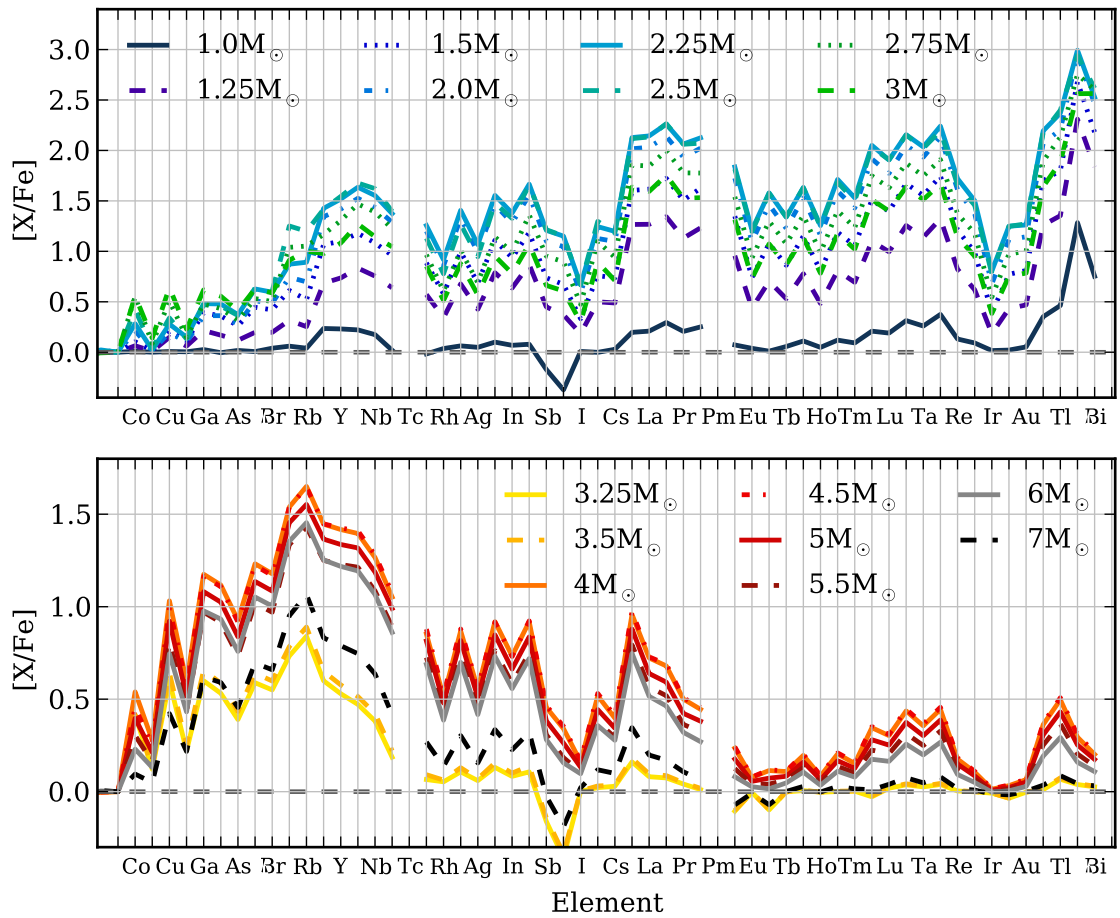 [X/Fe]
3.0
2.5
2.0
1.5
1.0
0.5
0.0
1.0M☉ 1.5M☉ 2.25M☉ 2.75M☉
1.25M☉ 2.0M☉ 2.5M☉ 3M☉
Co Cu Ga As Br Rb Y Nb Tc Rh Ag In Sb I Cs La Pr Pm Eu Tb Ho Tm Lu Ta Re Ir Au Tl Bi
[X/Fe]
1.5
1.0
0.5
0.0
3.25M☉ 4.5M☉ 6M☉
3.5M☉ 5M☉ 7M☉
4M☉ 5.5M☉
Co Cu Ga As Br Rb Y Nb Tc Rh Ag In Sb I Cs La Pr Pm Eu Tb Ho Tm Lu Ta Re Ir Au Tl Bi
Element